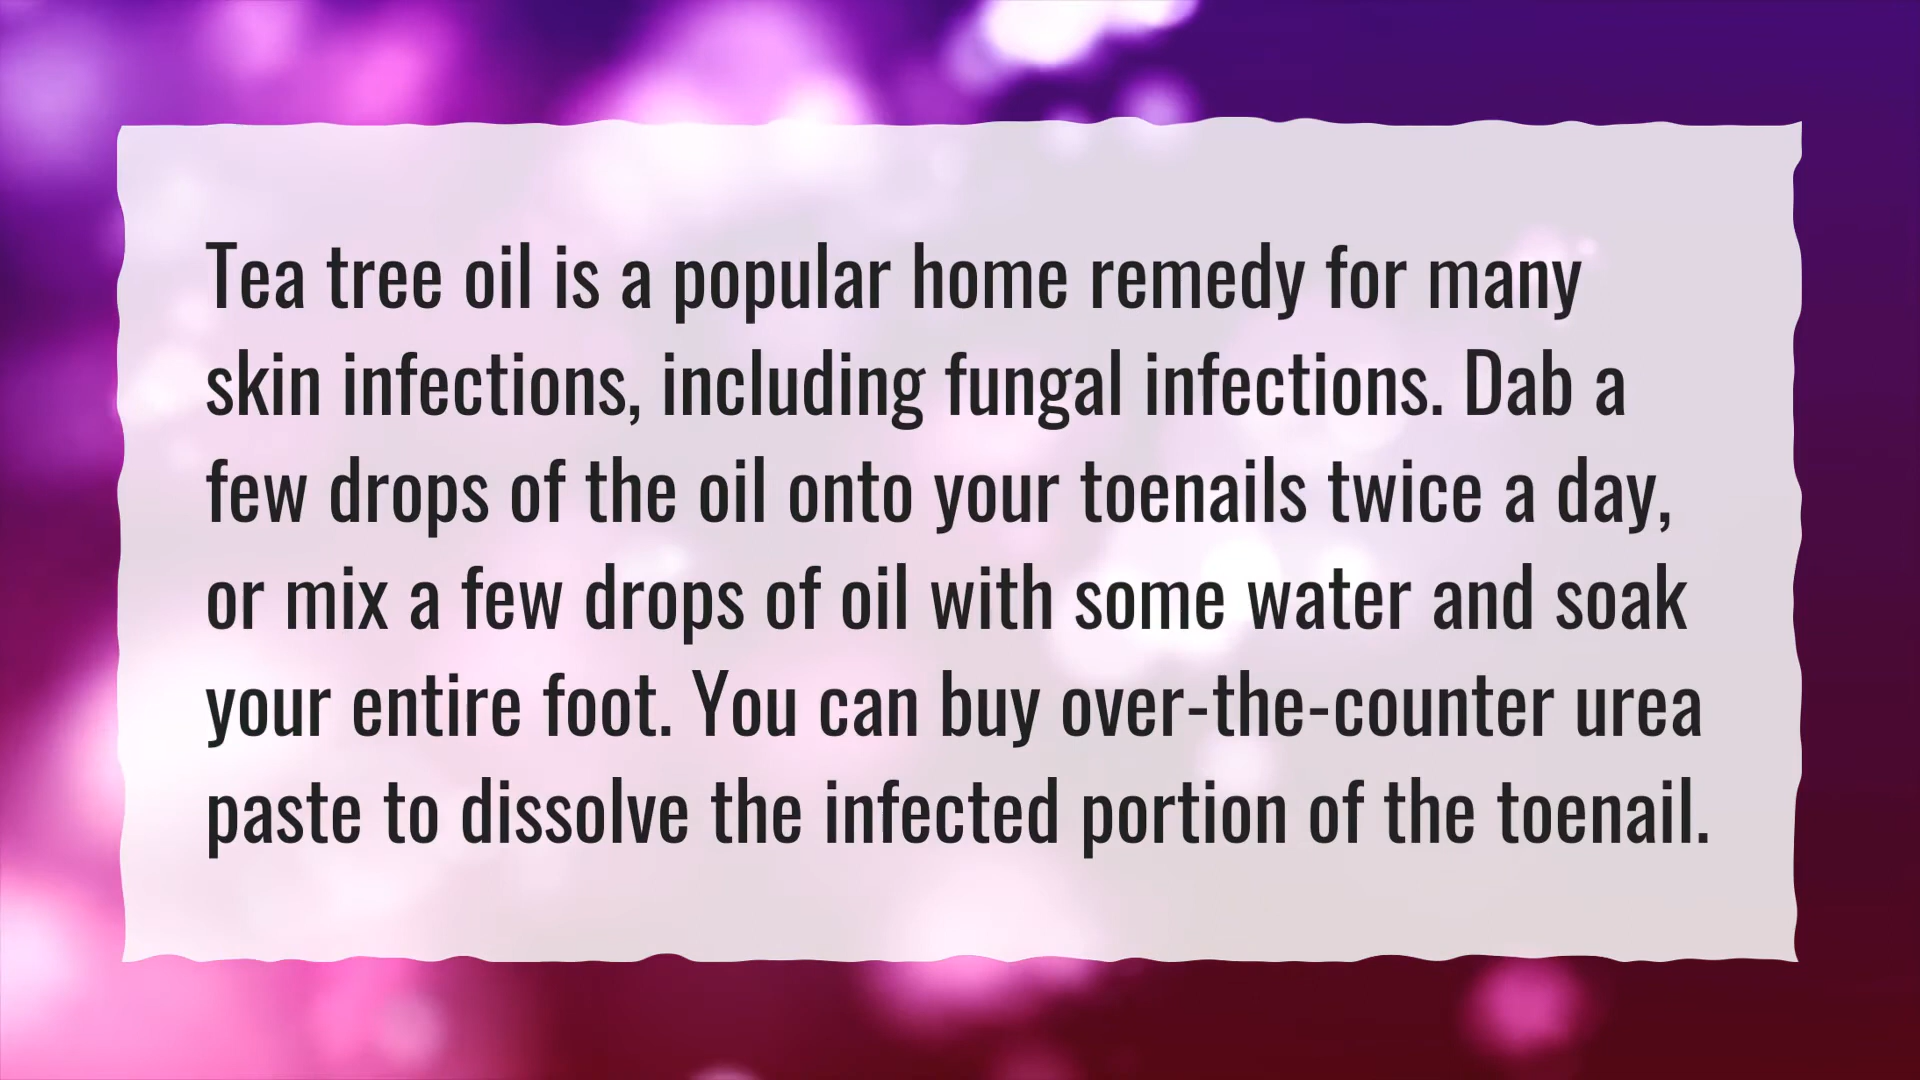 Tea tree oil is a popular home remedy for many
skin infections, including fungal infections. Dab a
few drops of the oil onto your toenails twice a day,
or mix a few drops of oil with some water and soak
your entire foot. You can buy over-the-counter urea
paste to dissolve the infected portion of the toenail.